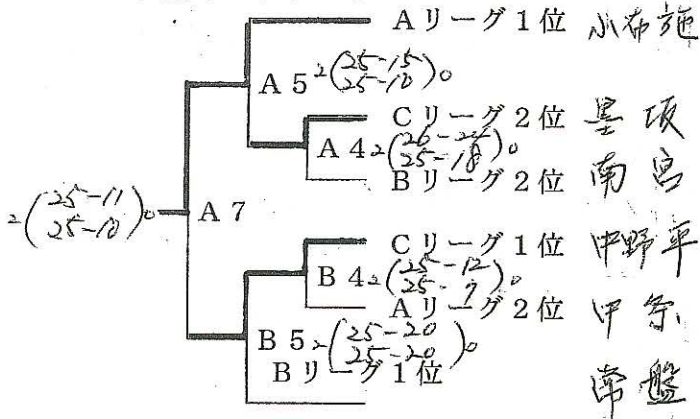 Aリーグ1位 小布施
A5 2(25-15 25-10)0
Cリーグ2位 墨坂
A4 2(26-24 25-18)0
Bリーグ2位 南宮
2(25-11 25-10)0 A7
Cリーグ1位 中野平
B4 2(25-12 25-9)0
Aリーグ2位
B5 2(25-20 25-20)0
Bリーグ1位 常盤